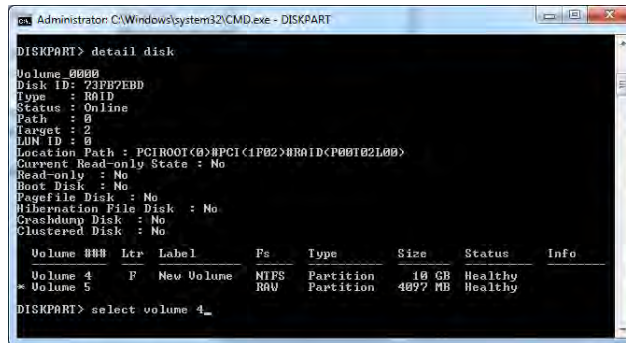 Administrator: C:\Windows\system32\CMD.exe - DISKPART
DISKPART> detail disk
Volume_0000
Disk ID: 73FB7EBD
Type : RAID
Status : Online
Path : 0
Target : 2
LUN ID : 0
Location Path : PCIROOT(0)#PCI(1F02)#RAID(P00T02L00)
Current Read-only State : No
Read-only : No
Boot Disk : No
Pagefile Disk : No
Hibernation File Disk : No
Crashdump Disk : No
Clustered Disk : No
Volume ### Ltr Label Fs Type Size Status Info
Volume 4 F New Volume NTFS Partition 10 GB Healthy
* Volume 5 RAW Partition 4097 MB Healthy
DISKPART> select volume 4_